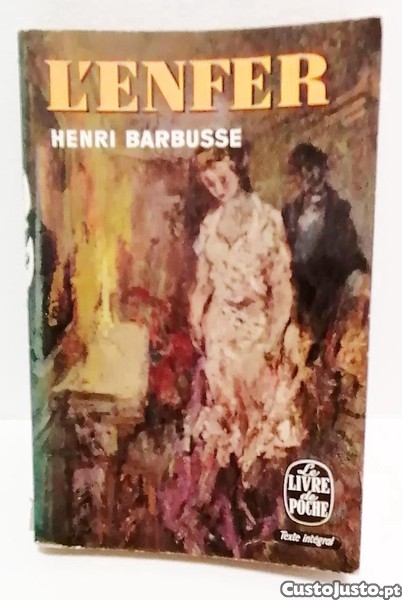 L'ENFER
HENRI BARBUSSE
Le
LIVRE
de
POCHE
Texte intégral
CustoJusto.pt